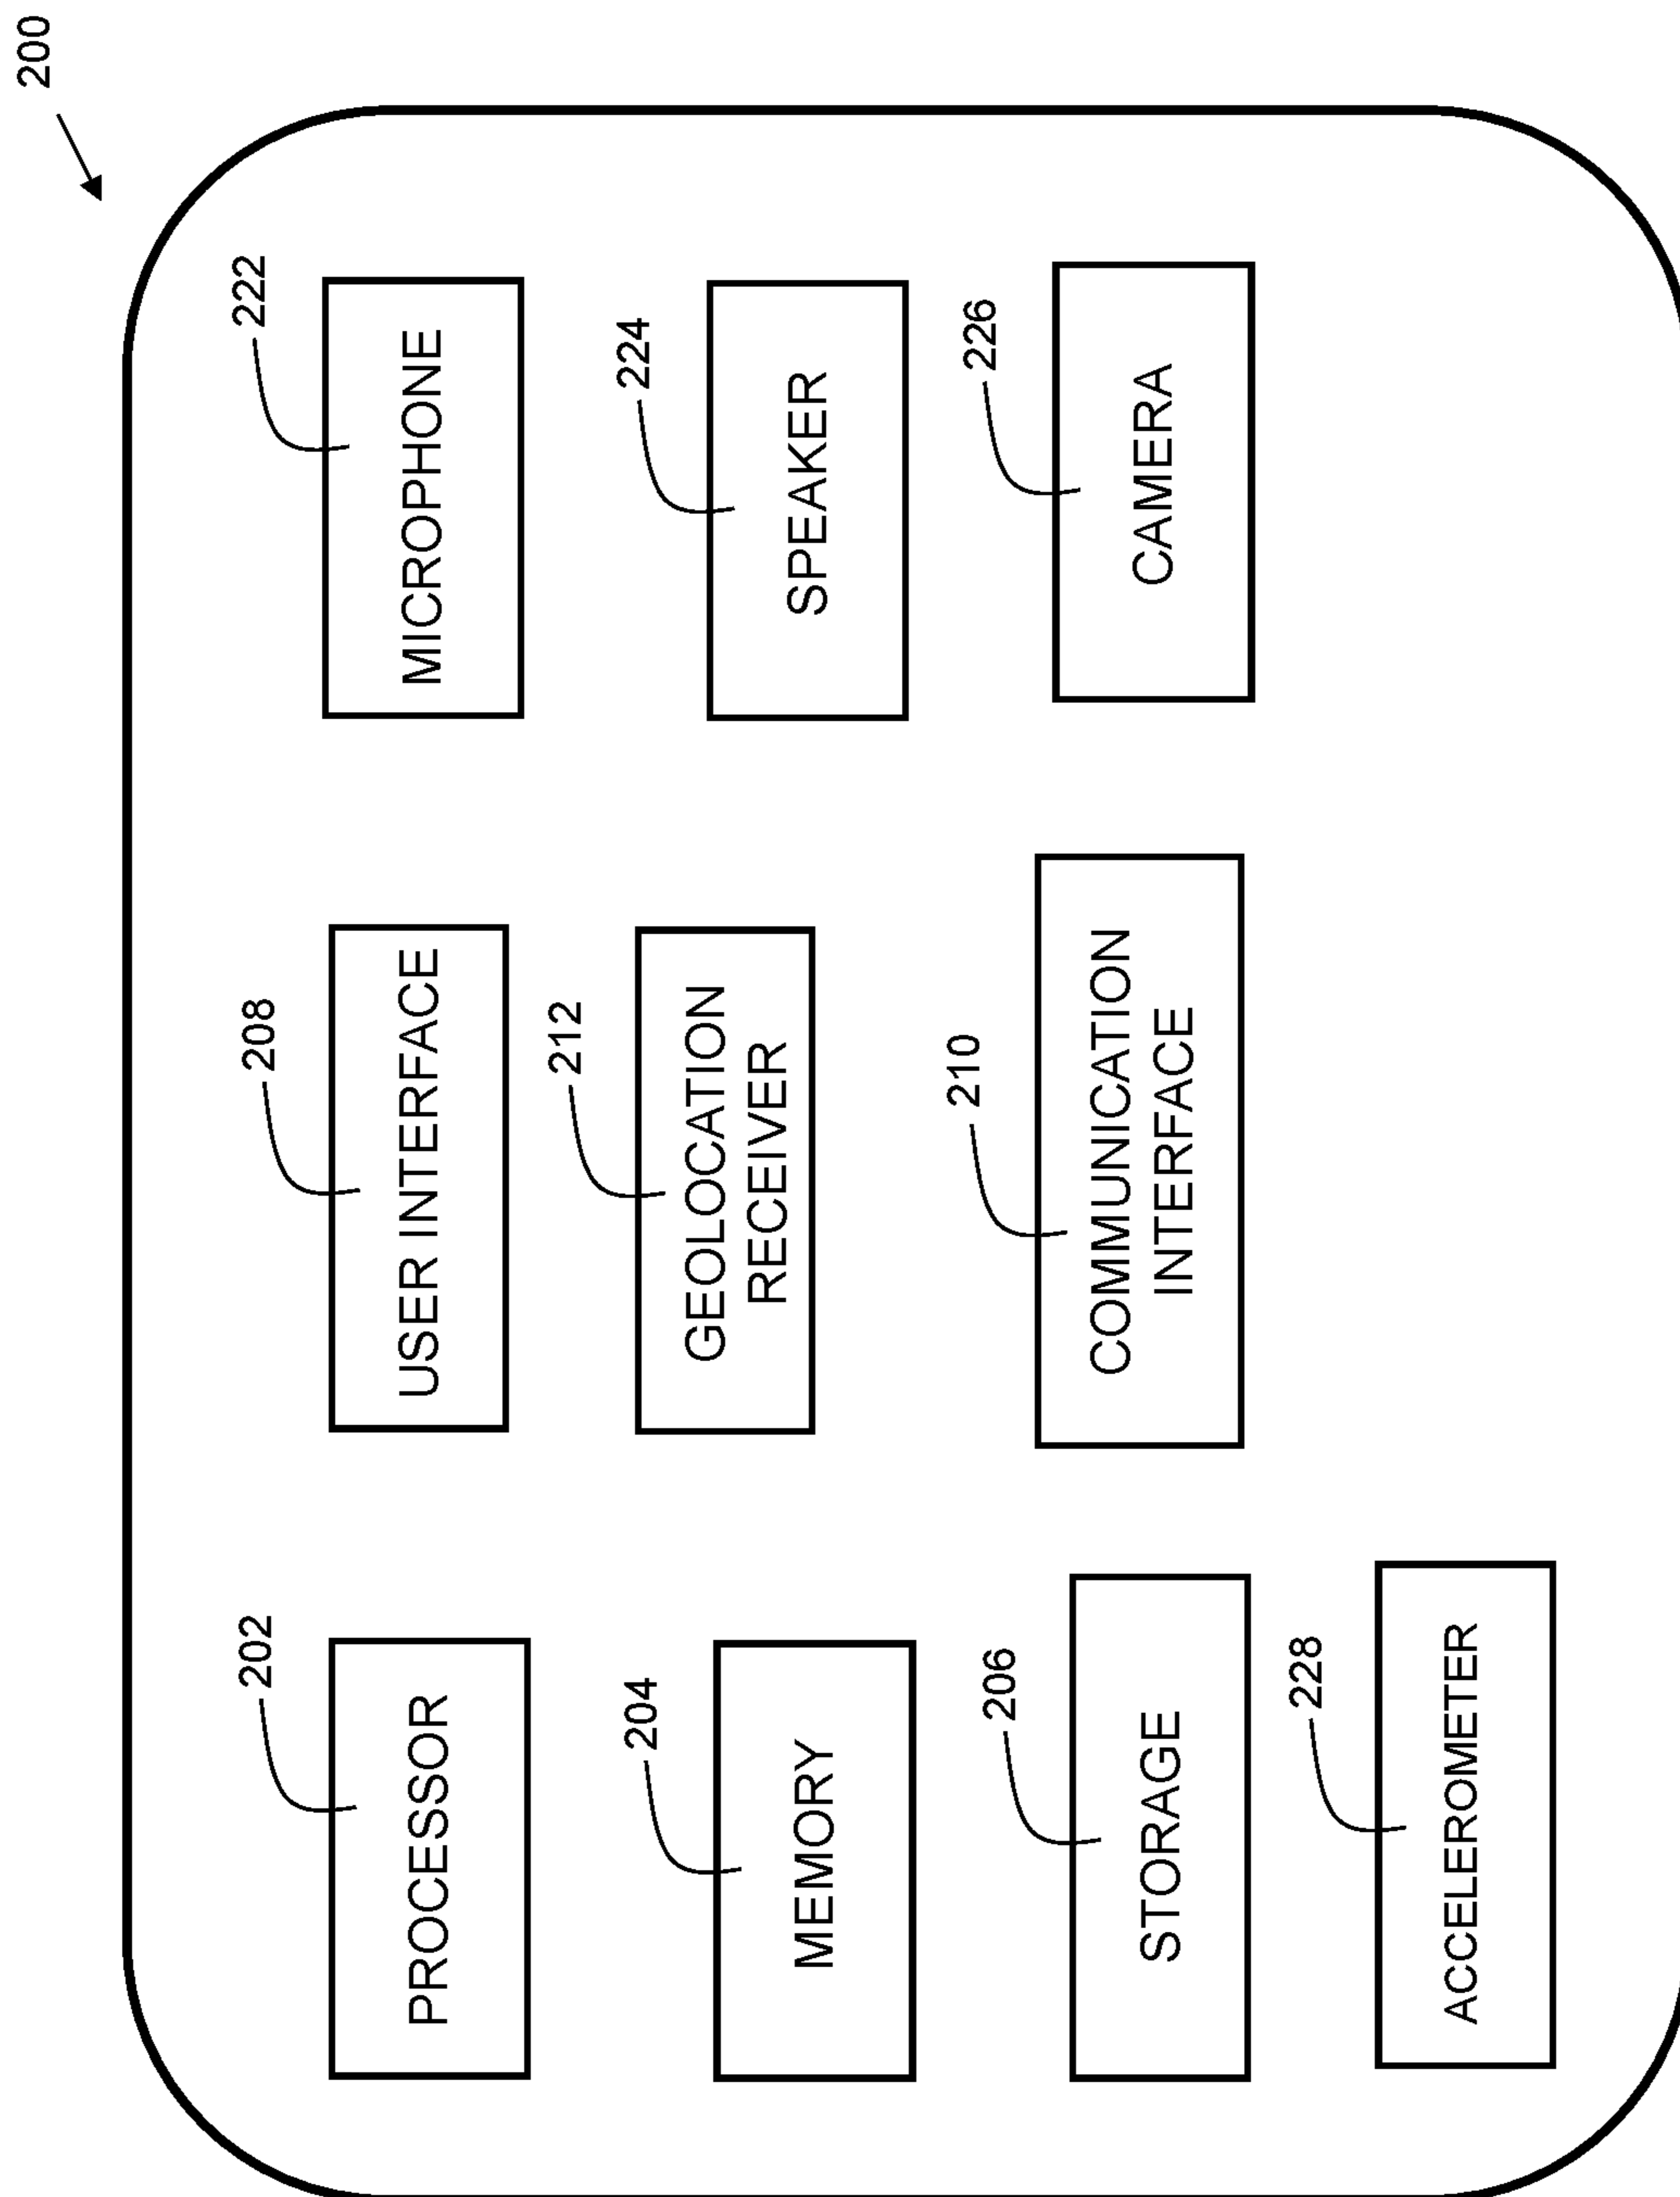 200
202
PROCESSOR
204
MEMORY
206
STORAGE
228
ACCELEROMETER
208
USER INTERFACE
212
GEOLOCATION
RECEIVER
210
COMMUNICATION
INTERFACE
222
MICROPHONE
224
SPEAKER
226
CAMERA